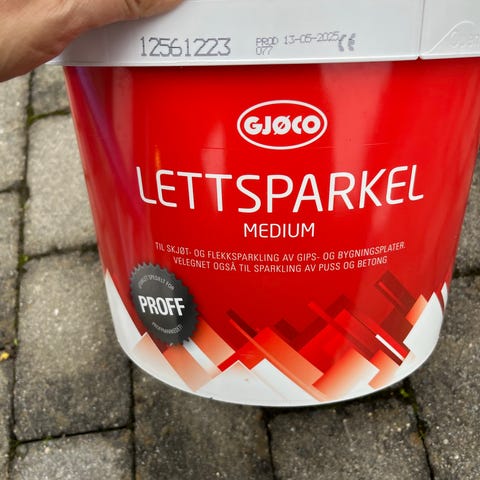 12561223 PROD 13-05-2025 CE
077
GJØCO
LETTSPARKEL
MEDIUM
TIL SKJØT- OG FLEKKSPARKLING AV GIPS- OG BYGNINGSPLATER.
VELEGNET OGSÅ TIL SPARKLING AV PUSS OG BETONG
PROFF